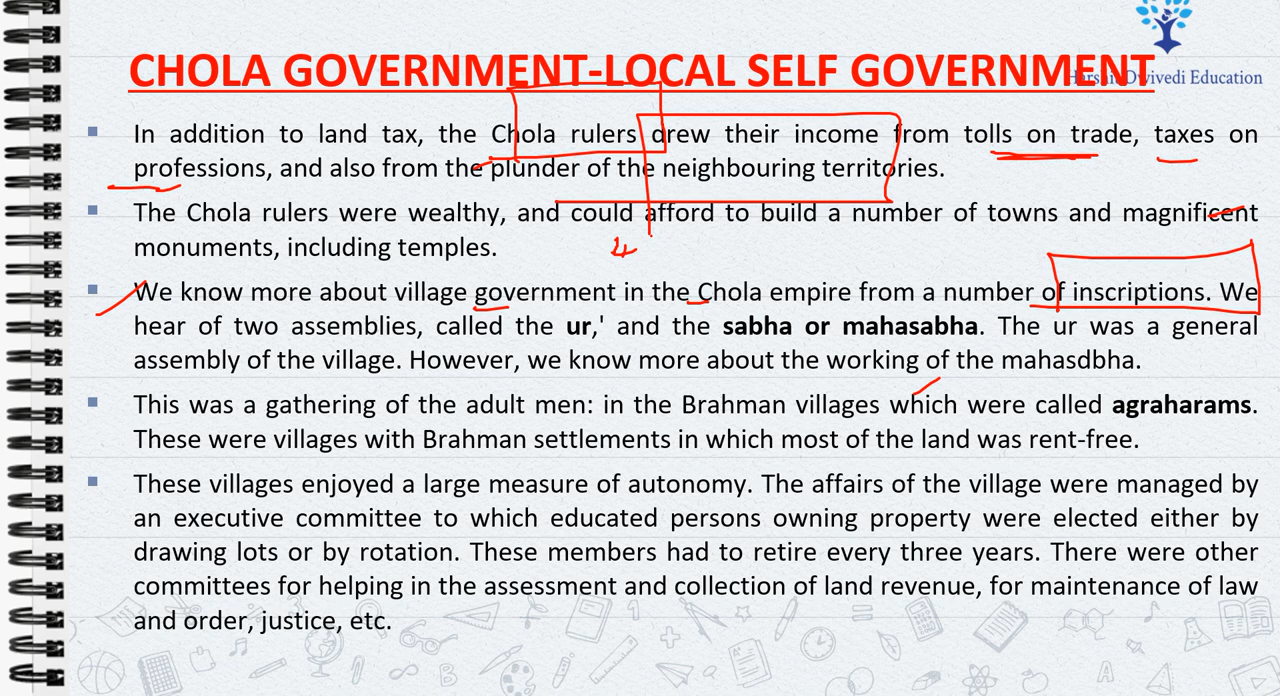 CHOLA GOVERNMENT-LOCAL SELF GOVERNMENT
Harshit Dwivedi Education
In addition to land tax, the Chola rulers drew their income from tolls on trade, taxes on
professions, and also from the plunder of the neighbouring territories.
The Chola rulers were wealthy, and could afford to build a number of towns and magnificent
monuments, including temples.
We know more about village government in the Chola empire from a number of inscriptions. We
hear of two assemblies, called the ur,' and the sabha or mahasabha. The ur was a general
assembly of the village. However, we know more about the working of the mahasdbha.
This was a gathering of the adult men: in the Brahman villages which were called agraharams.
These were villages with Brahman settlements in which most of the land was rent-free.
These villages enjoyed a large measure of autonomy. The affairs of the village were managed by
an executive committee to which educated persons owning property were elected either by
drawing lots or by rotation. These members had to retire every three years. There were other
committees for helping in the assessment and collection of land revenue, for maintenance of law
and order, justice, etc.